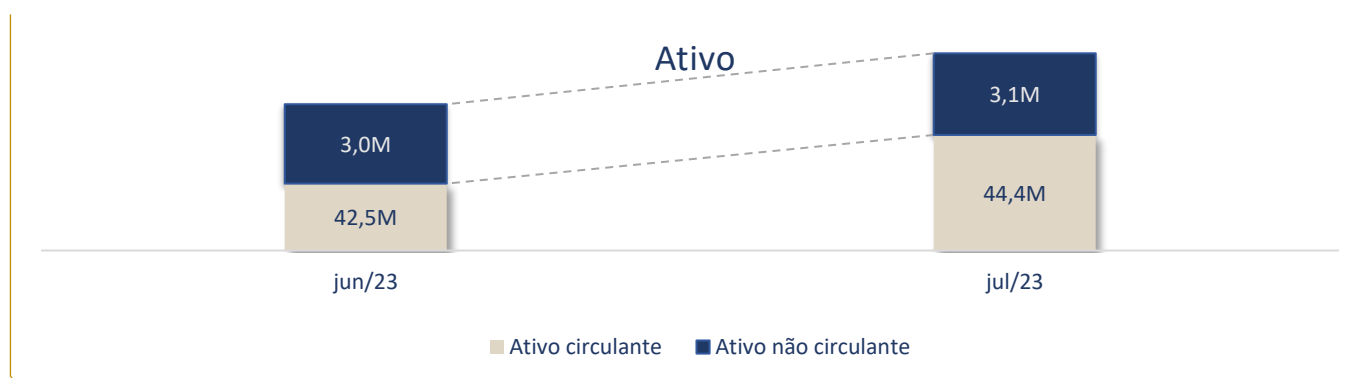 Ativo
3,0M
3,1M
42,5M
44,4M
jun/23
jul/23
Ativo circulante
Ativo não circulante